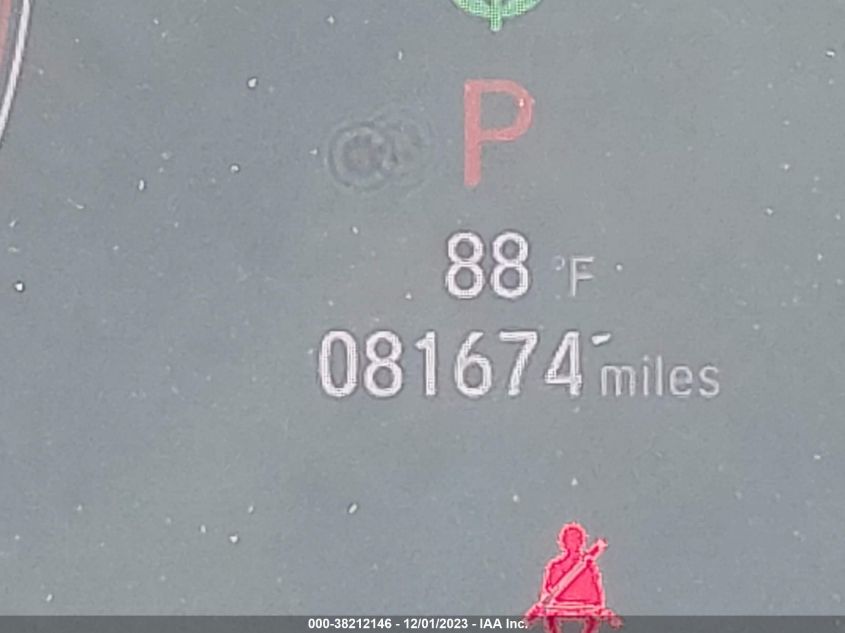 P
88 °F
081674 miles
000-38212146 - 12/01/2023 - IAA Inc.